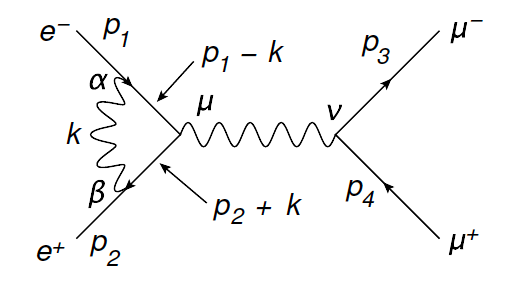 e⁻ p₁ μ⁻
p₃
p₁ – k
α
μ ν
k
β
p₄
p₂ + k
e⁺ p₂ μ⁺